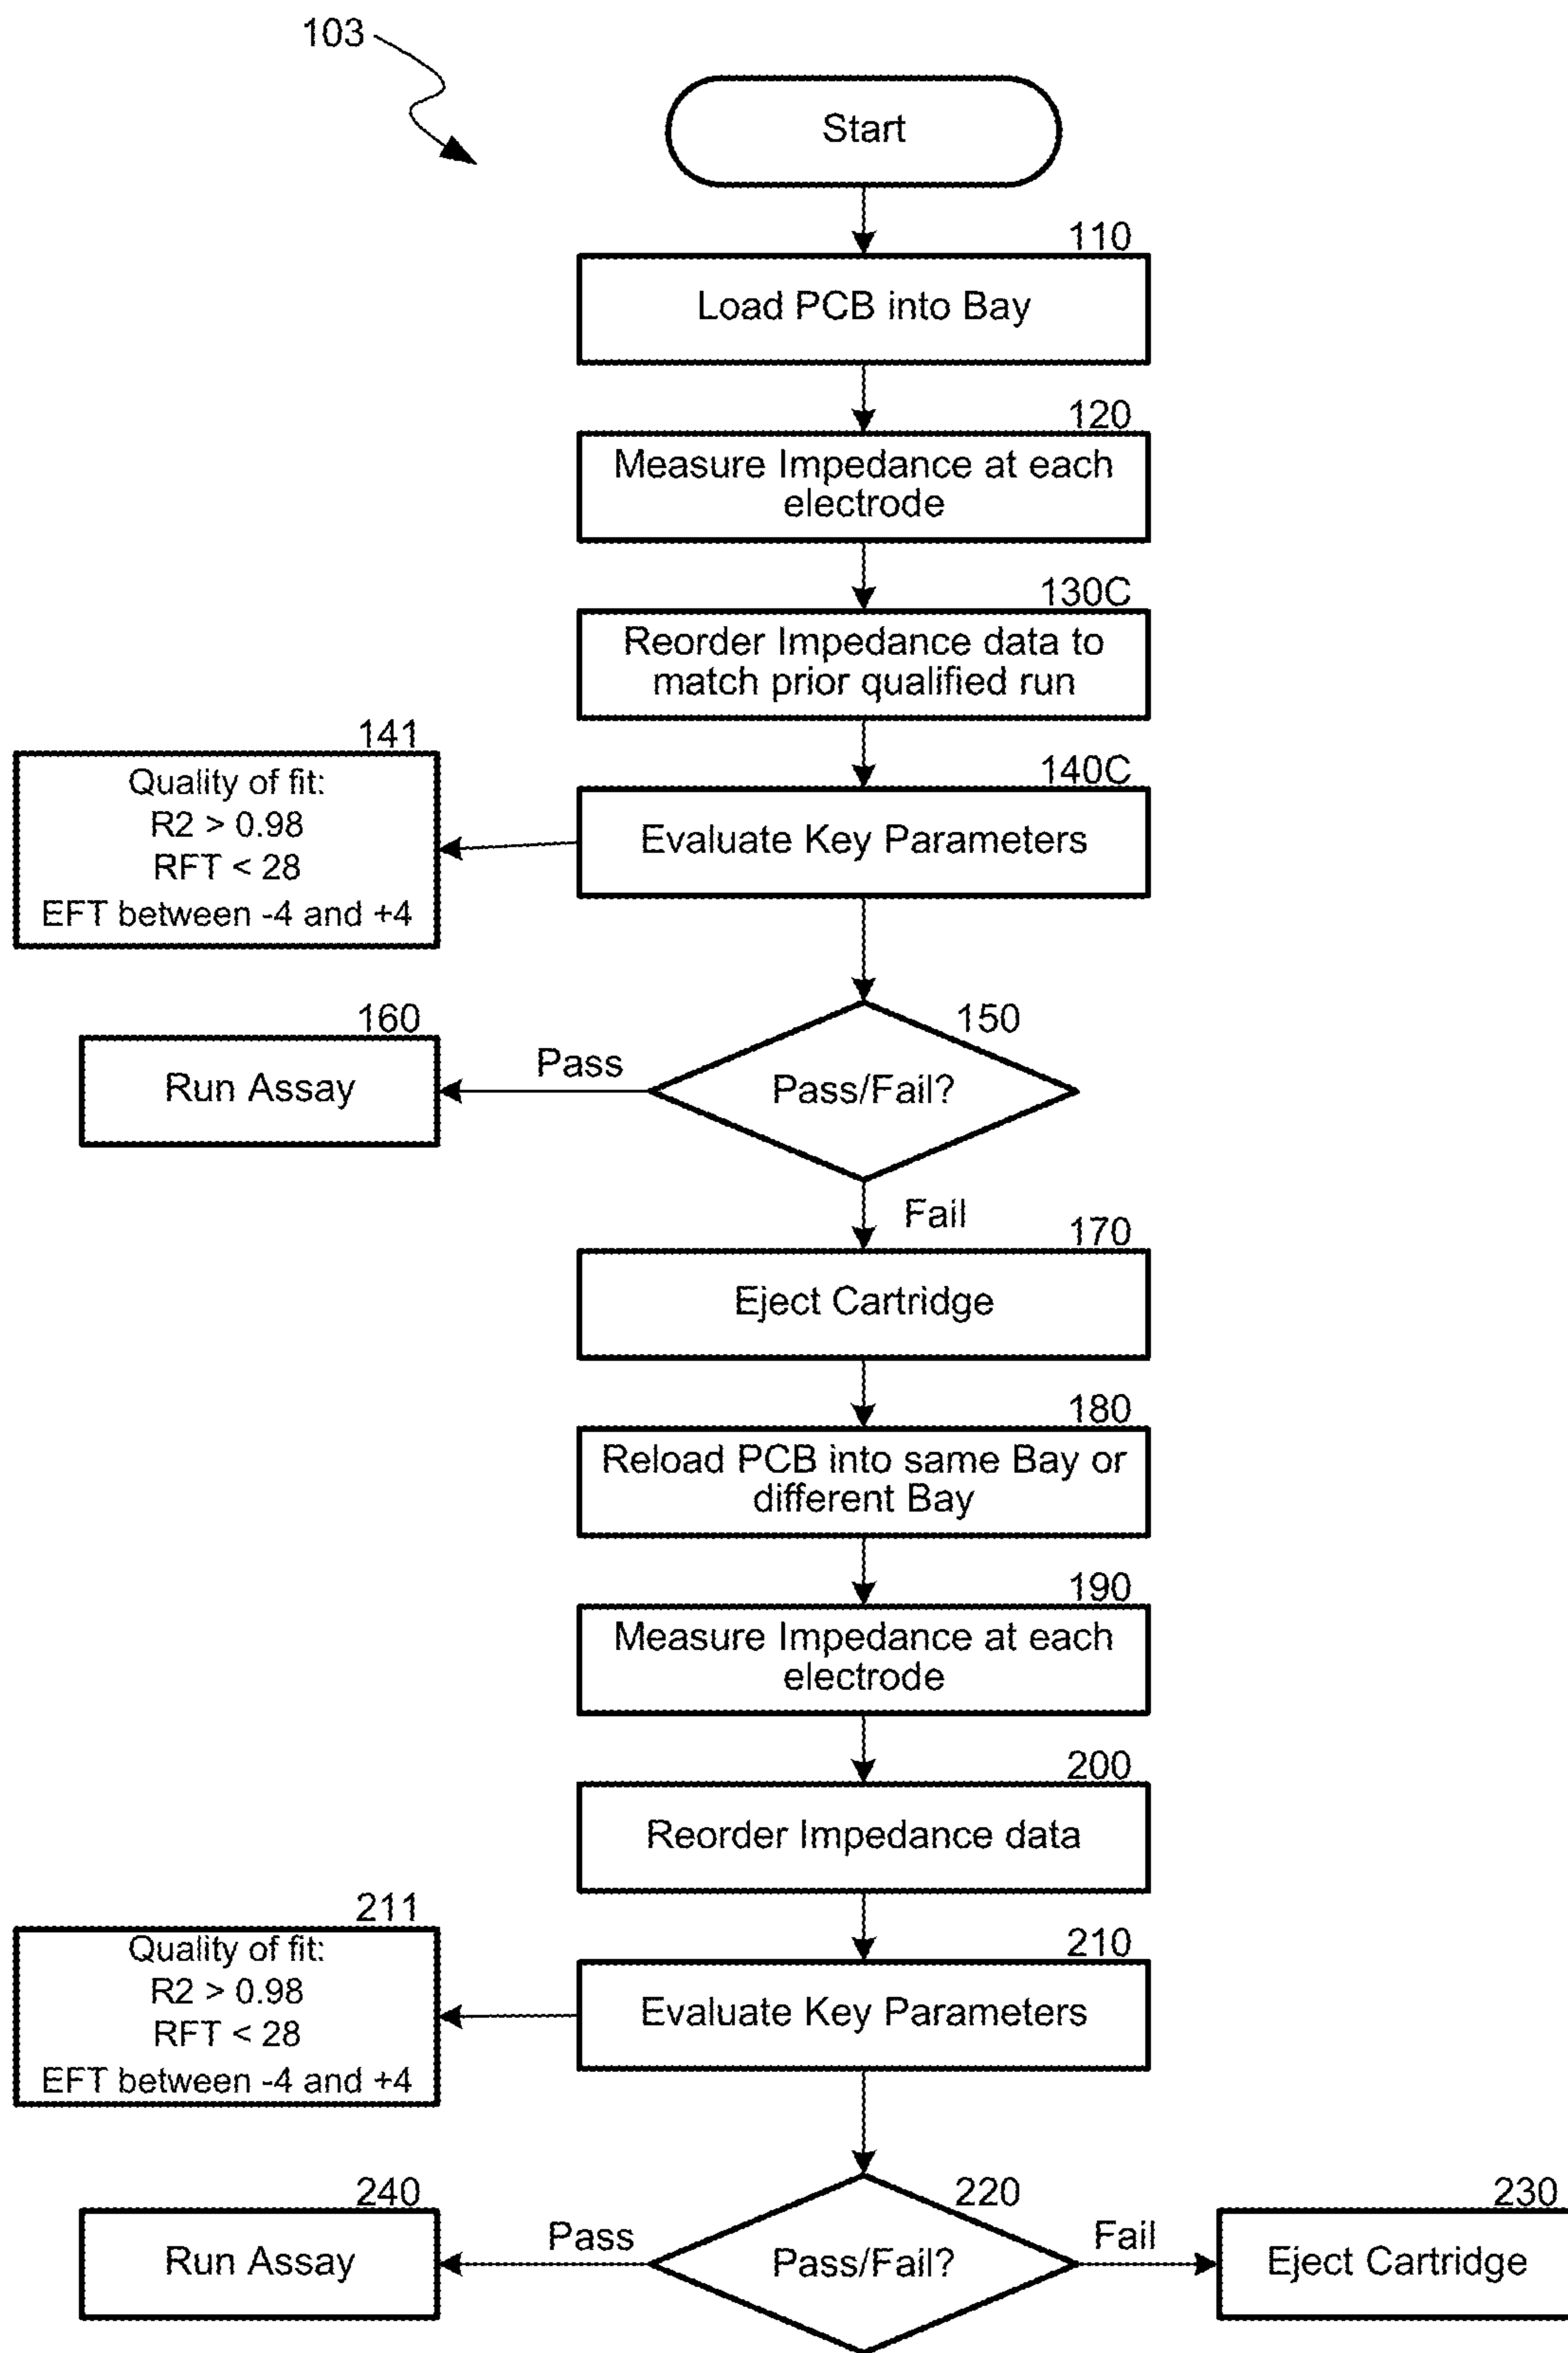 103
Start
110
Load PCB into Bay
120
Measure Impedance at each
electrode
130C
Reorder Impedance data to
match prior qualified run
141
Quality of fit:
R2 > 0.98
RFT < 28
EFT between -4 and +4
140C
Evaluate Key Parameters
160
Run Assay
Pass
150
Pass/Fail?
Fail
170
Eject Cartridge
180
Reload PCB into same Bay or
different Bay
190
Measure Impedance at each
electrode
200
Reorder Impedance data
211
Quality of fit:
R2 > 0.98
RFT < 28
EFT between -4 and +4
210
Evaluate Key Parameters
240
Run Assay
Pass
220
Pass/Fail?
Fail
230
Eject Cartridge